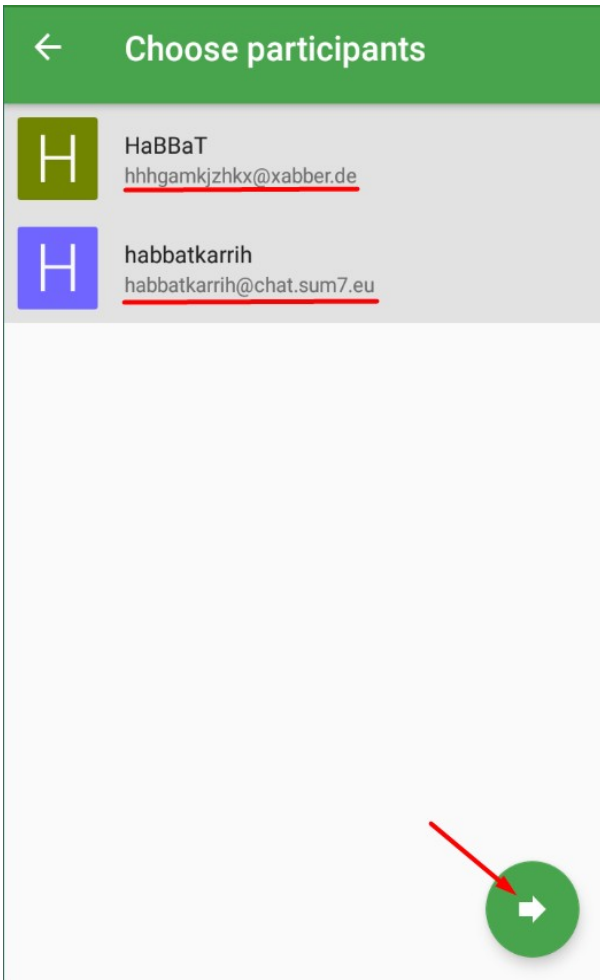 Choose participants
H
HaBBaT
hhhgamkjzhkx@xabber.de
H
habbatkarrih
habbatkarrih@chat.sum7.eu